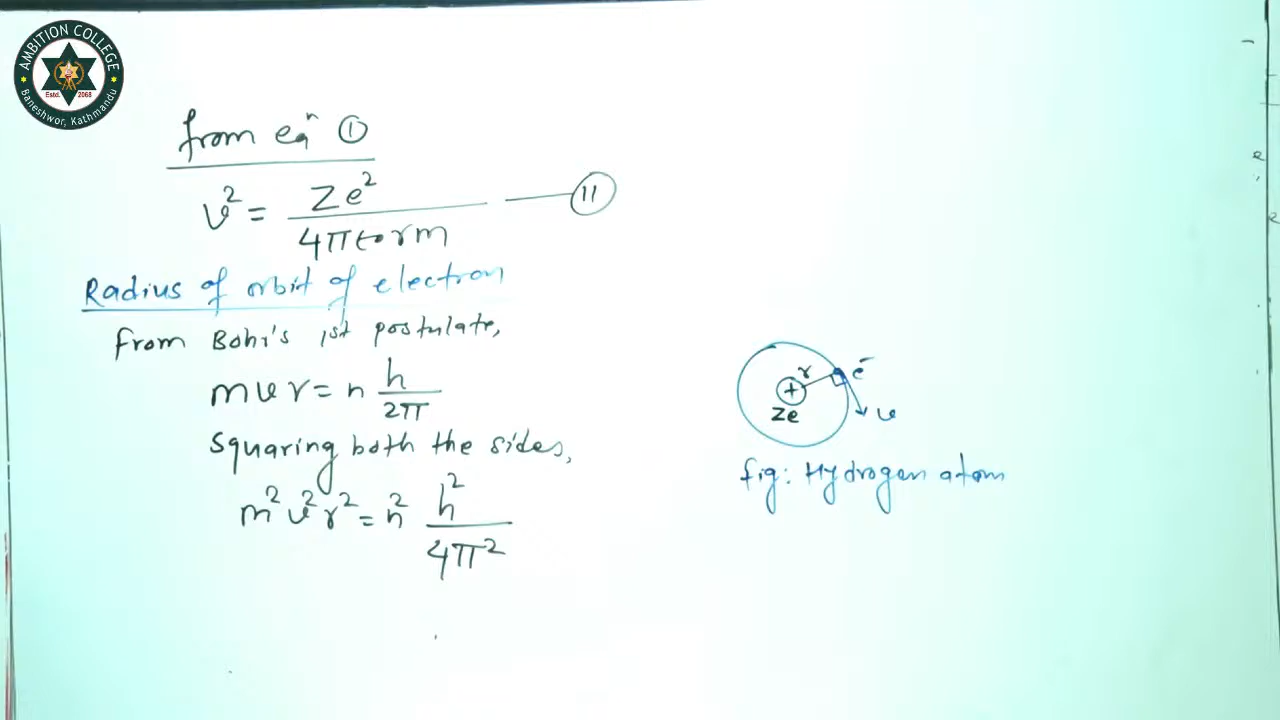 AMBITION COLLEGE
Estd. 2068
Baneshwor, Kathmandu
from eqⁿ ①
v² = Ze² / 4πϵ₀rm —— ⑪
Radius of orbit of electron
from Bohr's 1st postulate,
mvr = n h/2π
squaring both the sides,
m²v²r² = n² h²/4π²
r
e⁻
+
Ze
v
fig: Hydrogen atom